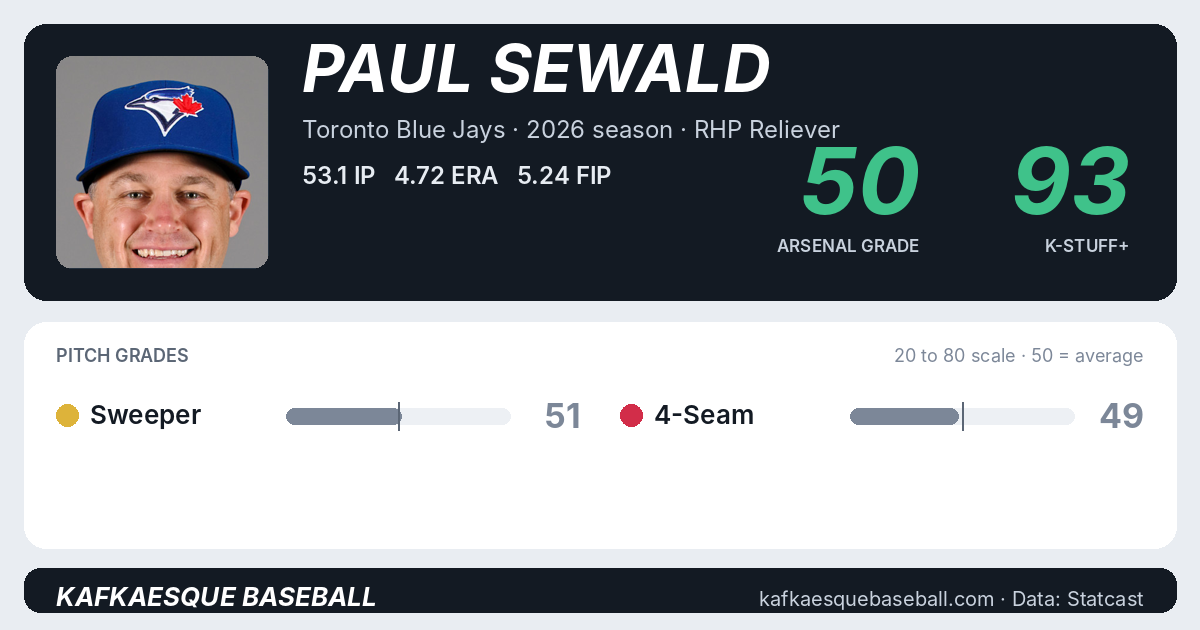 PAUL SEWALD
Toronto Blue Jays · 2026 season · RHP Reliever
53.1 IP 4.72 ERA 5.24 FIP
50 93
ARSENAL GRADE K-STUFF+
PITCH GRADES 20 to 80 scale · 50 = average
Sweeper 51 4-Seam 49
KAFKAESQUE BASEBALL kafkaesquebaseball.com · Data: Statcast